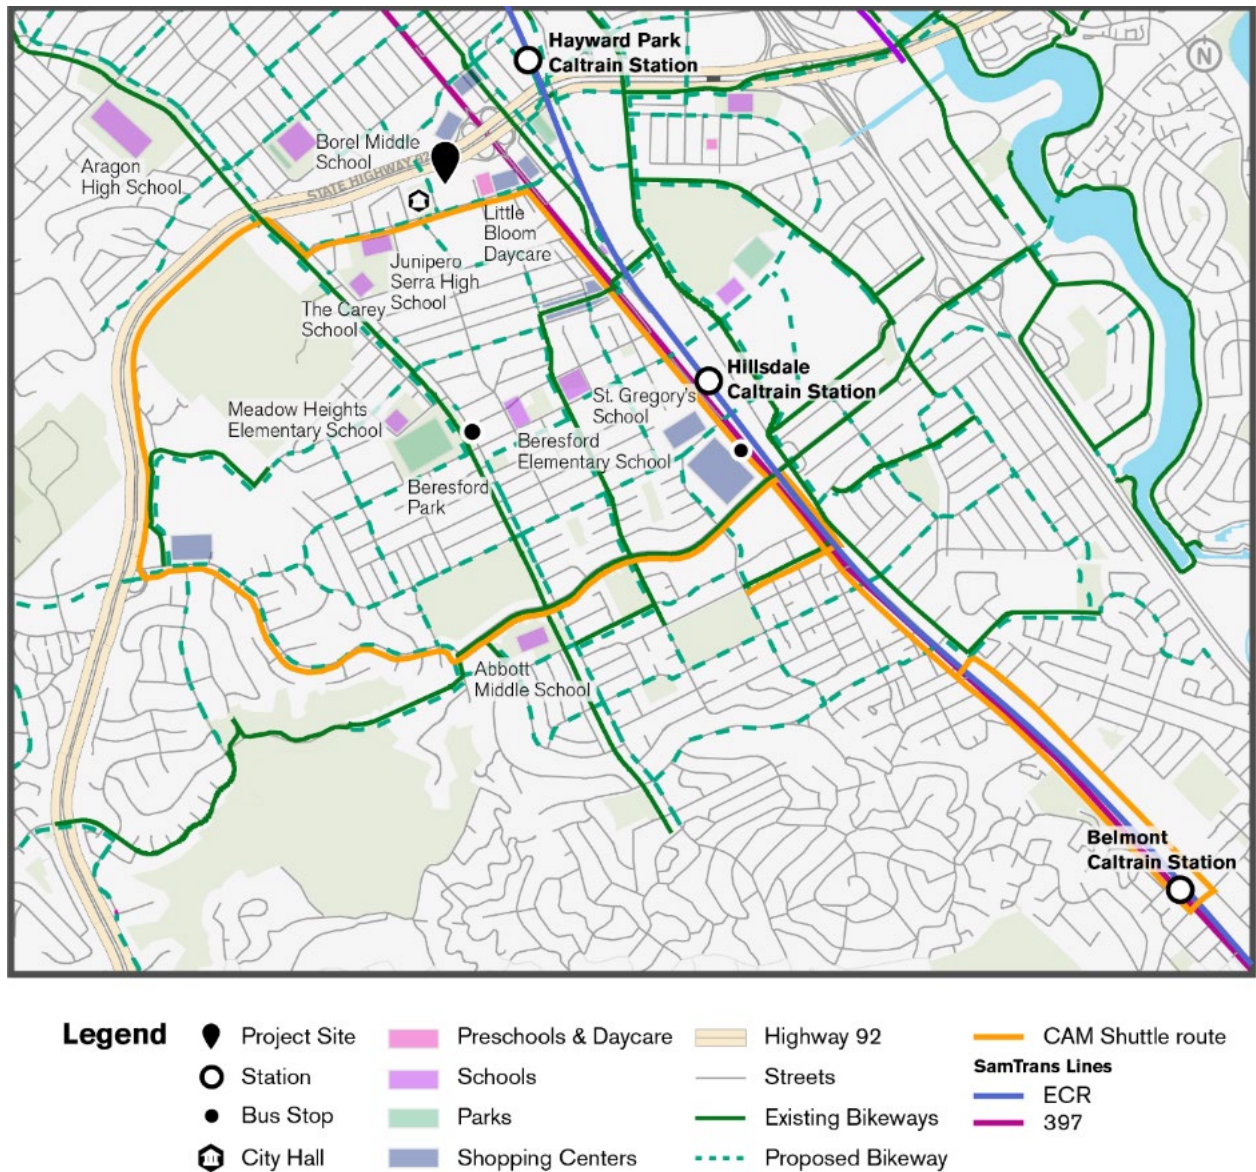 Hayward Park
Caltrain Station
N
Aragon
High School
Borel Middle
School
STATE HIGHWAY 92
Little
Bloom
Daycare
Junipero
Serra High
School
The Carey
School
Hillsdale
Caltrain Station
St. Gregory's
School
Meadow Heights
Elementary School
Beresford
Elementary School
Beresford
Park
Abbott
Middle School
Belmont
Caltrain Station
Legend
Project Site
Station
Bus Stop
City Hall
Preschools & Daycare
Schools
Parks
Shopping Centers
Highway 92
Streets
Existing Bikeways
Proposed Bikeway
CAM Shuttle route
SamTrans Lines
ECR
397